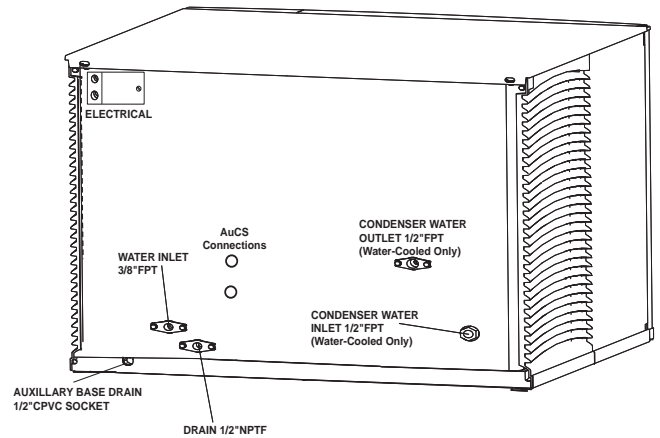 ELECTRICAL
AuCS
Connections
CONDENSER WATER
OUTLET 1/2"FPT
(Water-Cooled Only)
WATER INLET
3/8"FPT
CONDENSER WATER
INLET 1/2"FPT
(Water-Cooled Only)
AUXILLARY BASE DRAIN
1/2"CPVC SOCKET
DRAIN 1/2"NPTF